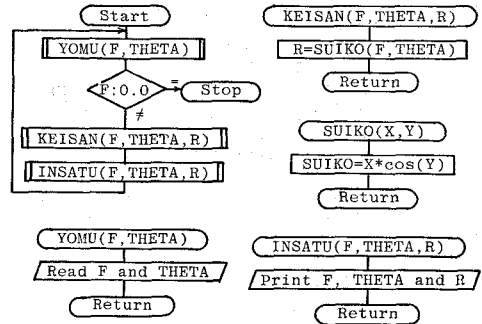 Start
YOMU(F,THETA)
F:0.0
=
Stop
≠
KEISAN(F,THETA,R)
INSATU(F,THETA,R)
KEISAN(F,THETA,R)
R=SUIKO(F,THETA)
Return
SUIKO(X,Y)
SUIKO=X*cos(Y)
Return
YOMU(F,THETA)
Read F and THETA
Return
INSATU(F,THETA,R)
Print F, THETA and R
Return